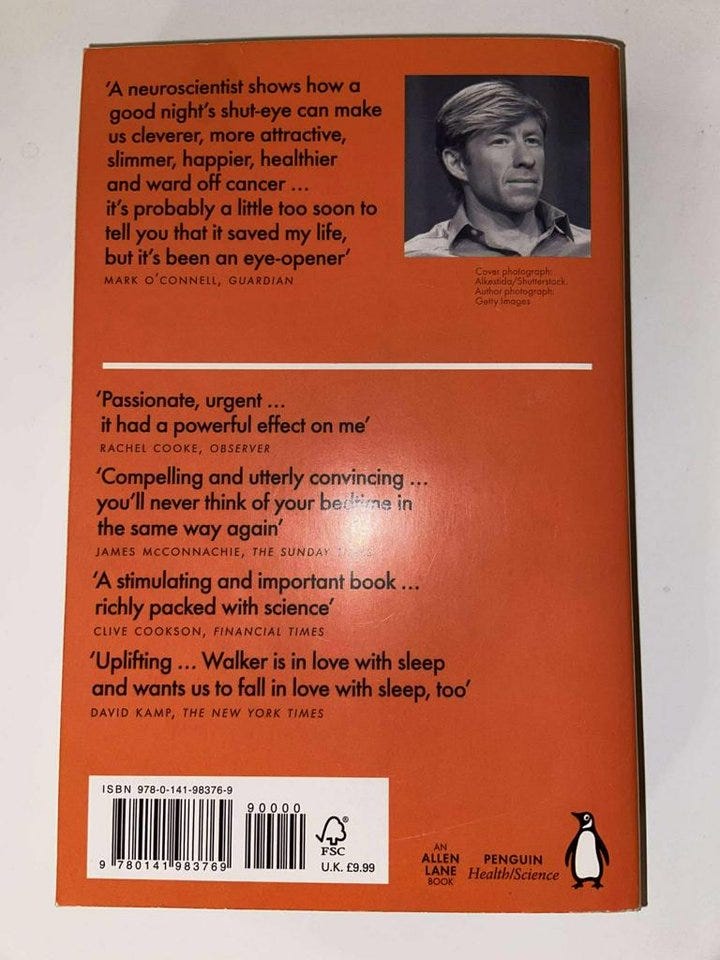 'A neuroscientist shows how a
good night's shut-eye can make
us cleverer, more attractive,
slimmer, happier, healthier
and ward off cancer ...
it's probably a little too soon to
tell you that it saved my life,
but it's been an eye-opener'
MARK O'CONNELL, GUARDIAN
Cover photograph:
Alkestida/Shutterstock.
Author photograph:
Getty Images
'Passionate, urgent ...
it had a powerful effect on me'
RACHEL COOKE, OBSERVER
'Compelling and utterly convincing ...
you'll never think of your bedtime in
the same way again'
JAMES McCONNACHIE, THE SUNDAY TIMES
'A stimulating and important book ...
richly packed with science'
CLIVE COOKSON, FINANCIAL TIMES
'Uplifting ... Walker is in love with sleep
and wants us to fall in love with sleep, too'
DAVID KAMP, THE NEW YORK TIMES
ISBN 978-0-141-98376-9
90000
9 780141 983769
FSC
U.K. £9.99
AN
ALLEN
LANE
BOOK
PENGUIN
Health/Science